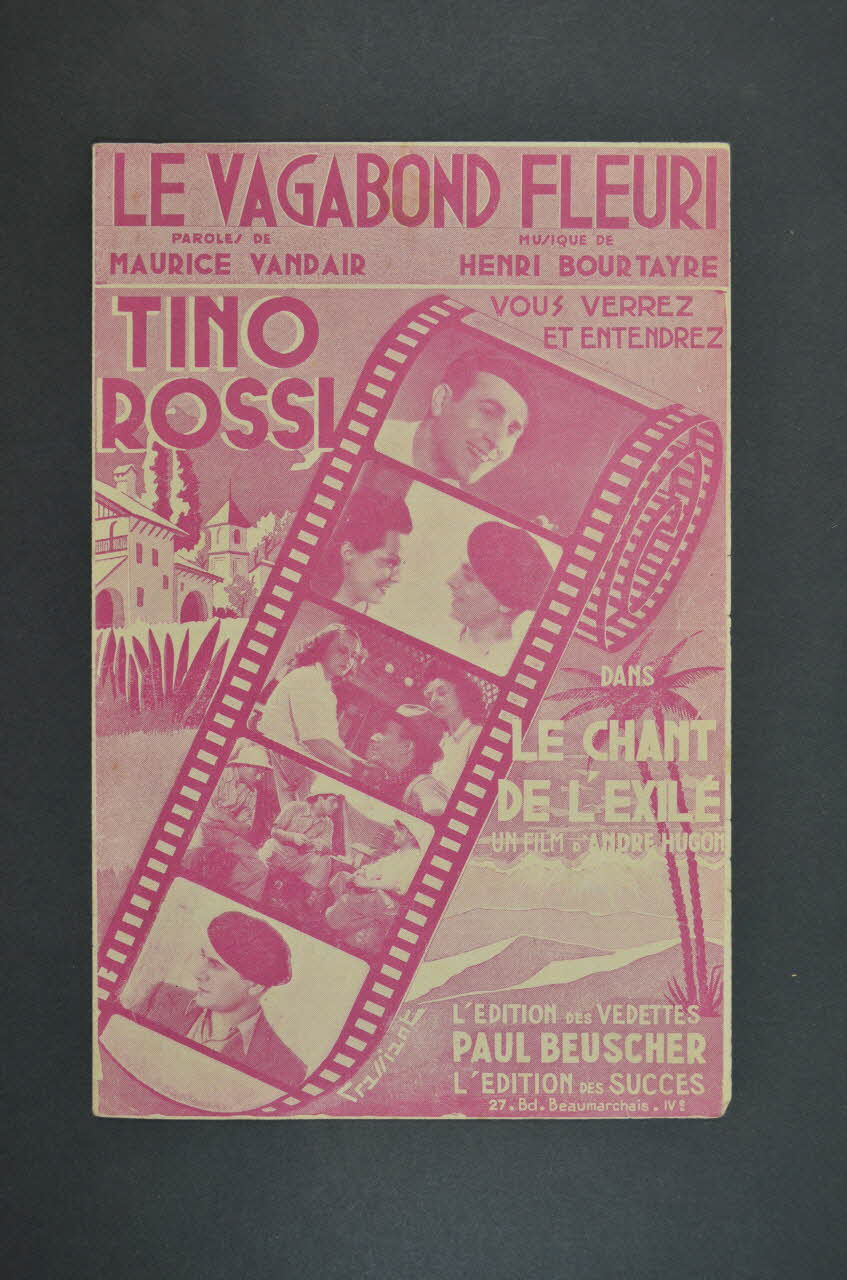 LE VAGABOND FLEURI
PAROLES DE
MAURICE VANDAIR
MUSIQUE DE
HENRI BOURTAYRE
TINO
ROSSI
VOUS VERREZ
ET ENTENDREZ
DANS
LE CHANT
DE L'EXILÉ
UN FILM D'ANDRE HUGON
L'EDITION DES VEDETTES
PAUL BEUSCHER
L'EDITION DES SUCCES
27. Bd. Beaumarchais. IVe